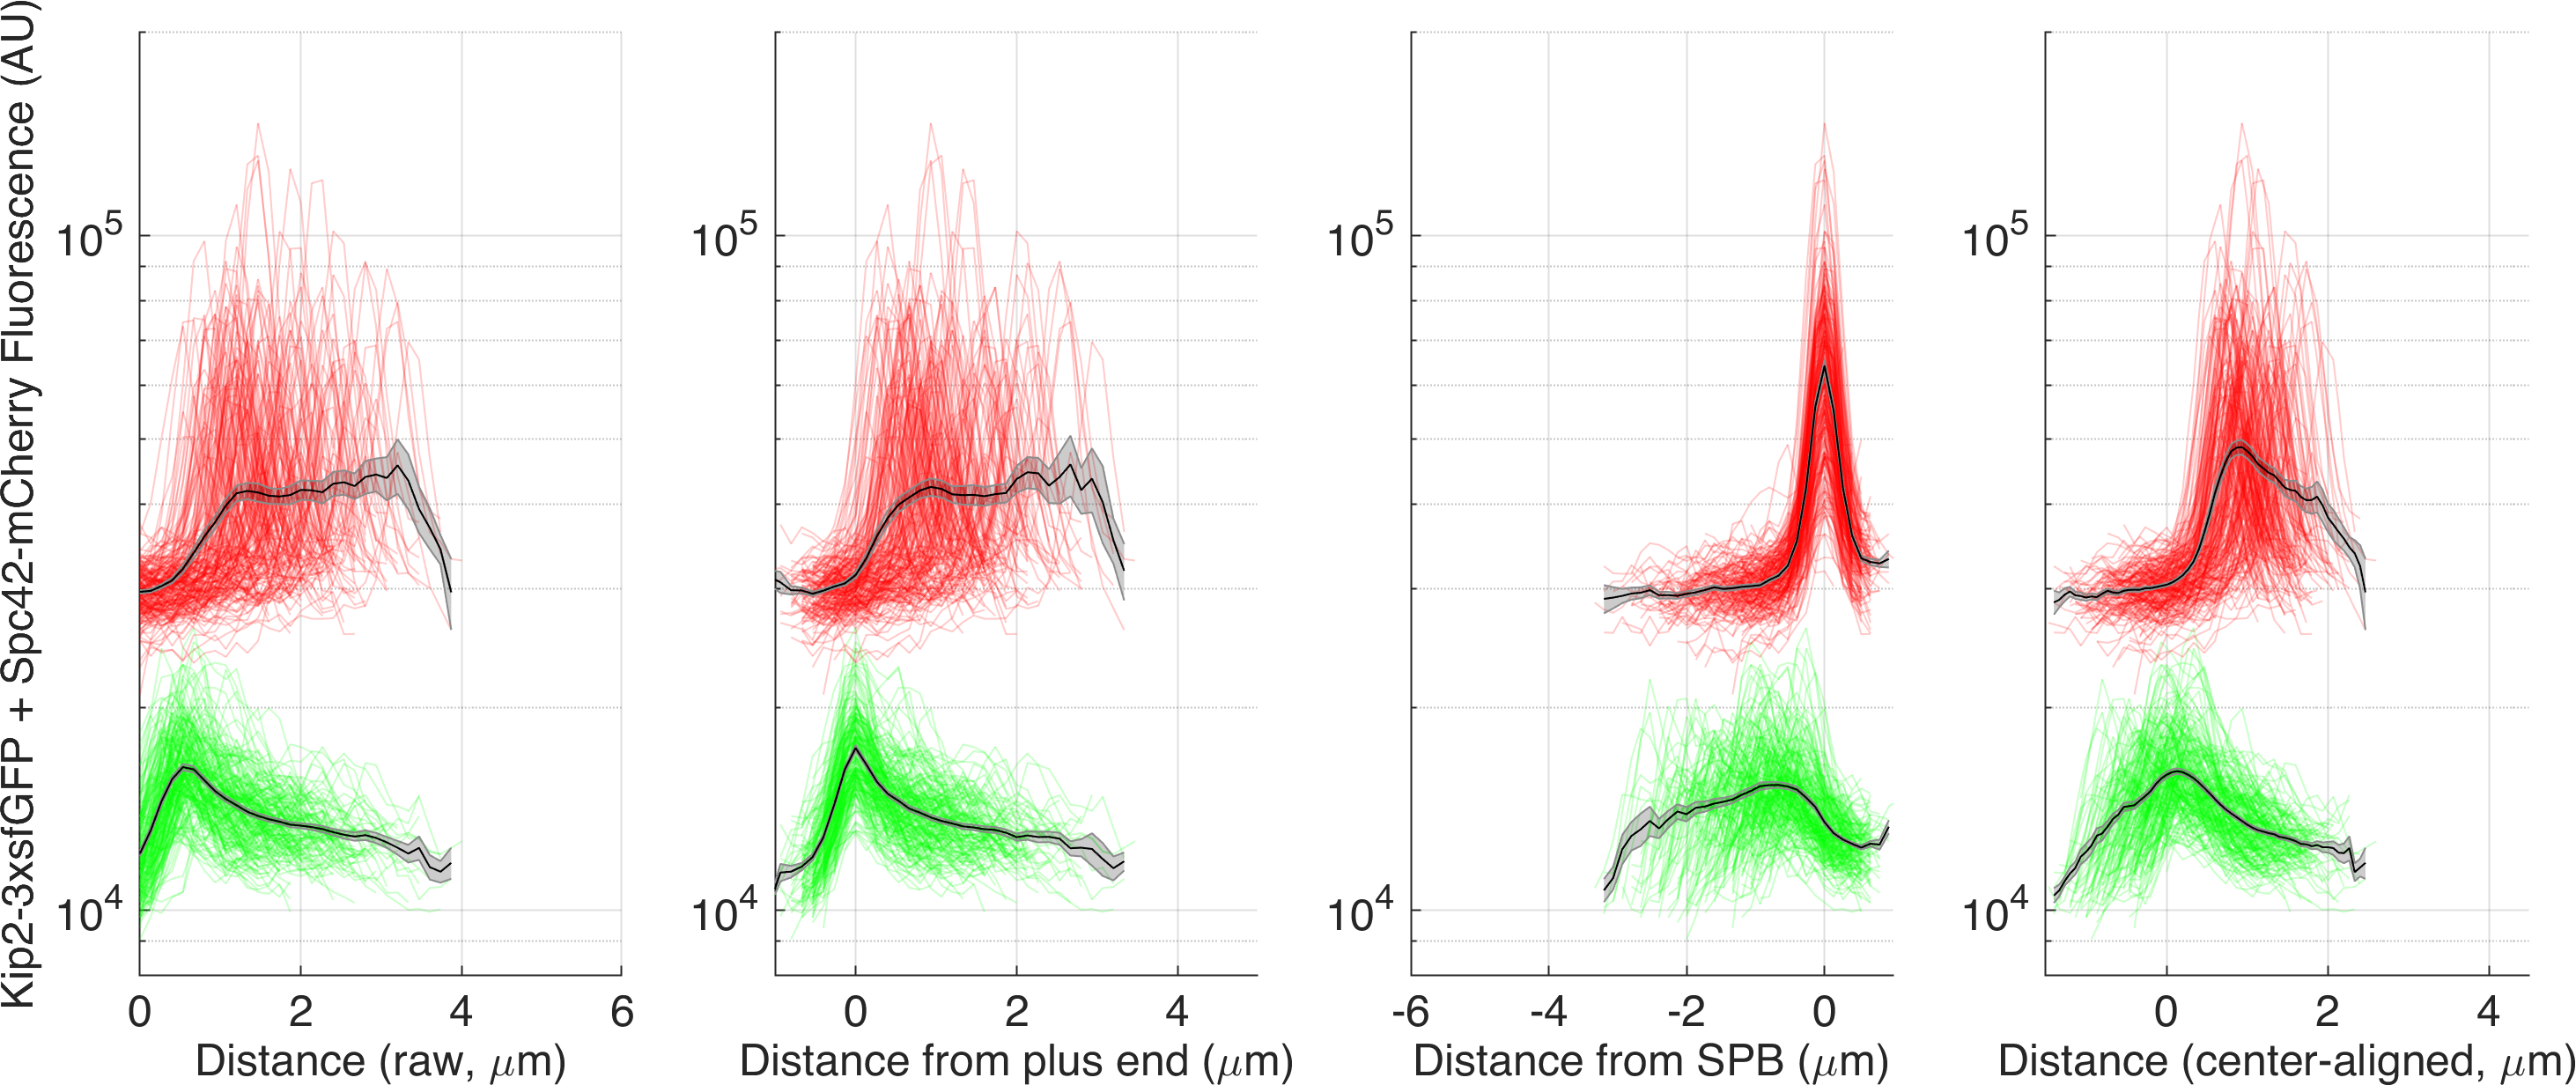 Kip2-3xsfGFP + Spc42-mCherry Fluorescence (AU)
10^5
10^4
0 2 4 6
Distance (raw, μm)
10^5
10^4
0 2 4
Distance from plus end (μm)
10^5
10^4
-6 -4 -2 0
Distance from SPB (μm)
10^5
10^4
0 2 4
Distance (center-aligned, μm)